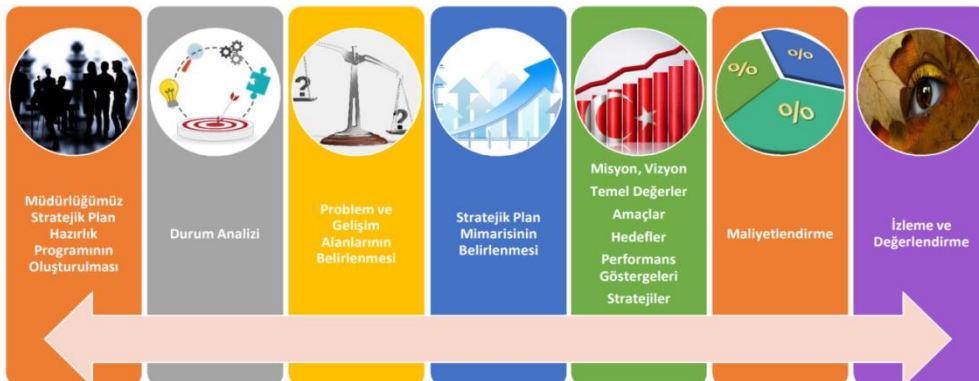 Müdürlüğümüz
Stratejik Plan
Hazırlık
Programının
Oluşturulması
Durum Analizi
?
?
Problem ve
Gelişim
Alanlarının
Belirlenmesi
Stratejik Plan
Mimarisinin
Belirlenmesi
Misyon, Vizyon
Temel Değerler
Amaçlar
Hedefler
Performans
Göstergeleri
Stratejiler
%
%
%
Maliyetlendirme
İzleme ve
Değerlendirme